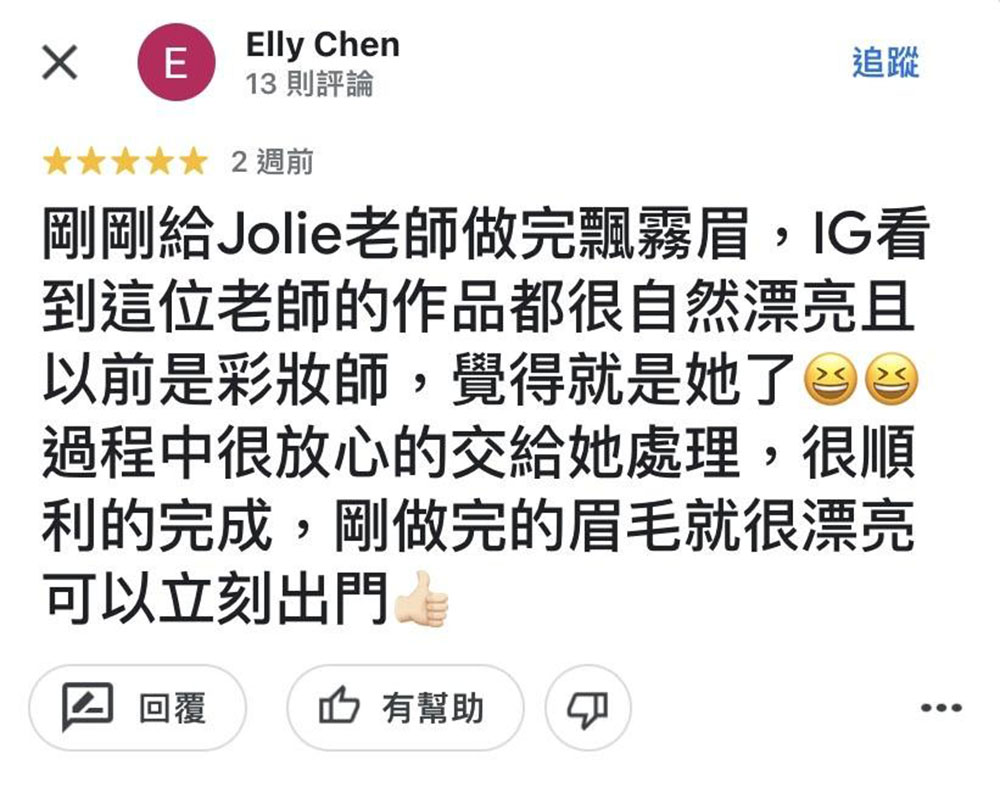 E
Elly Chen
13 則評論
追蹤
2 週前
剛剛給Jolie老師做完飄霧眉，IG看
到這位老師的作品都很自然漂亮且
以前是彩妝師，覺得就是她了😆😆
過程中很放心的交給她處理，很順
利的完成，剛做完的眉毛就很漂亮
可以立刻出門👍🏻
回覆
有幫助